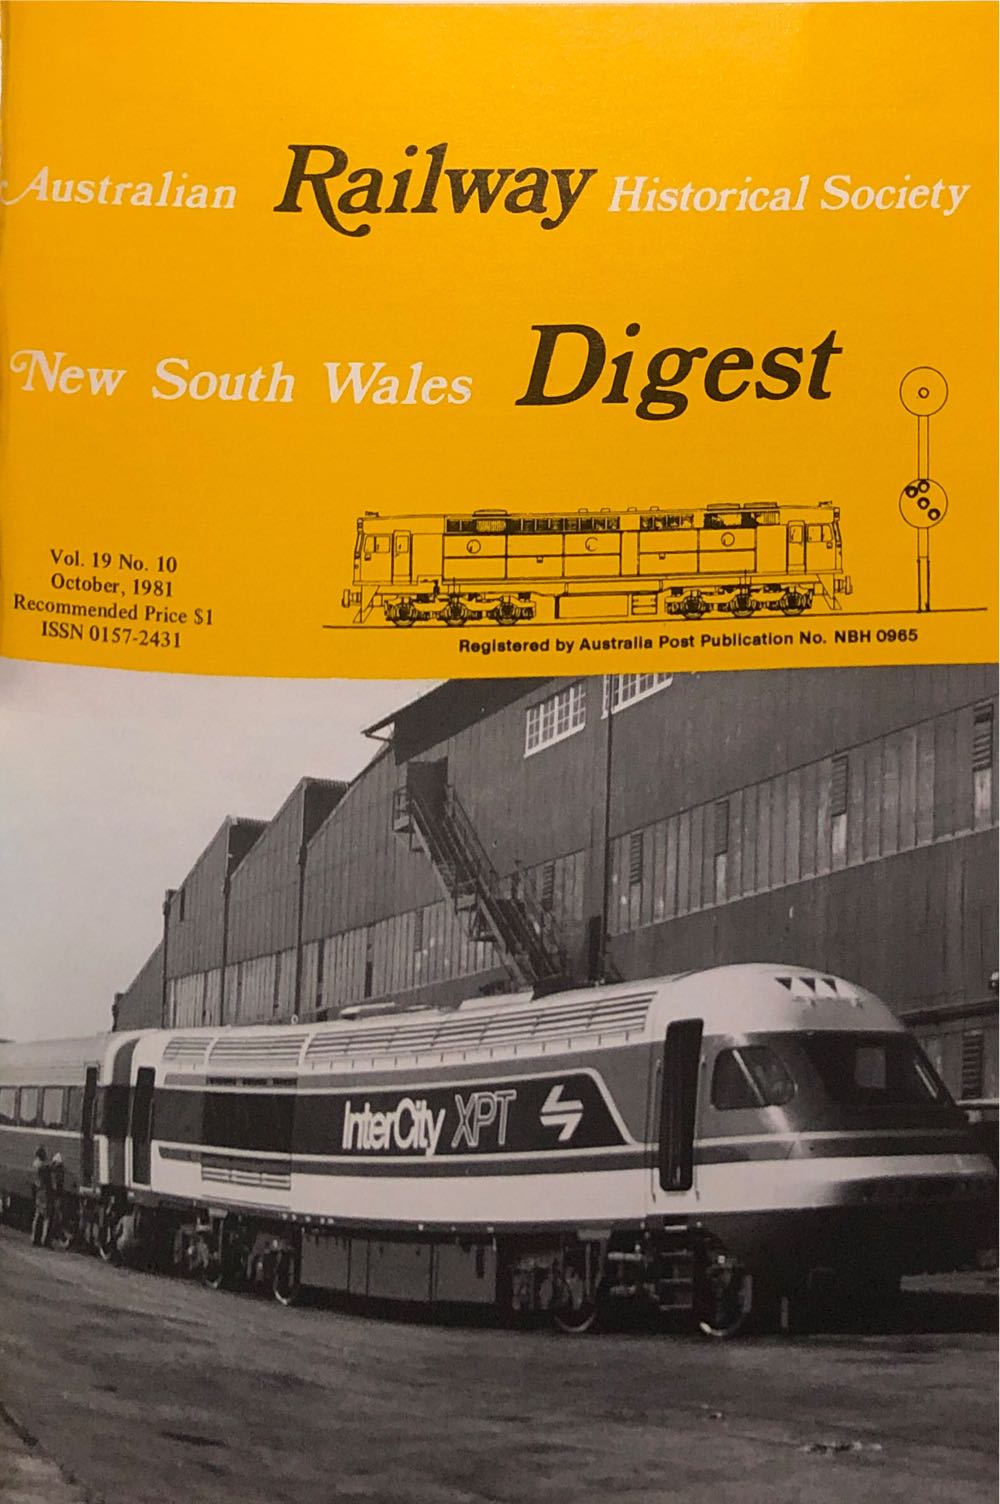 Australian Railway Historical Society
New South Wales Digest
Vol. 19 No. 10
October, 1981
Recommended Price $1
ISSN 0157-2431
Registered by Australia Post Publication No. NBH 0965
InterCity XPT